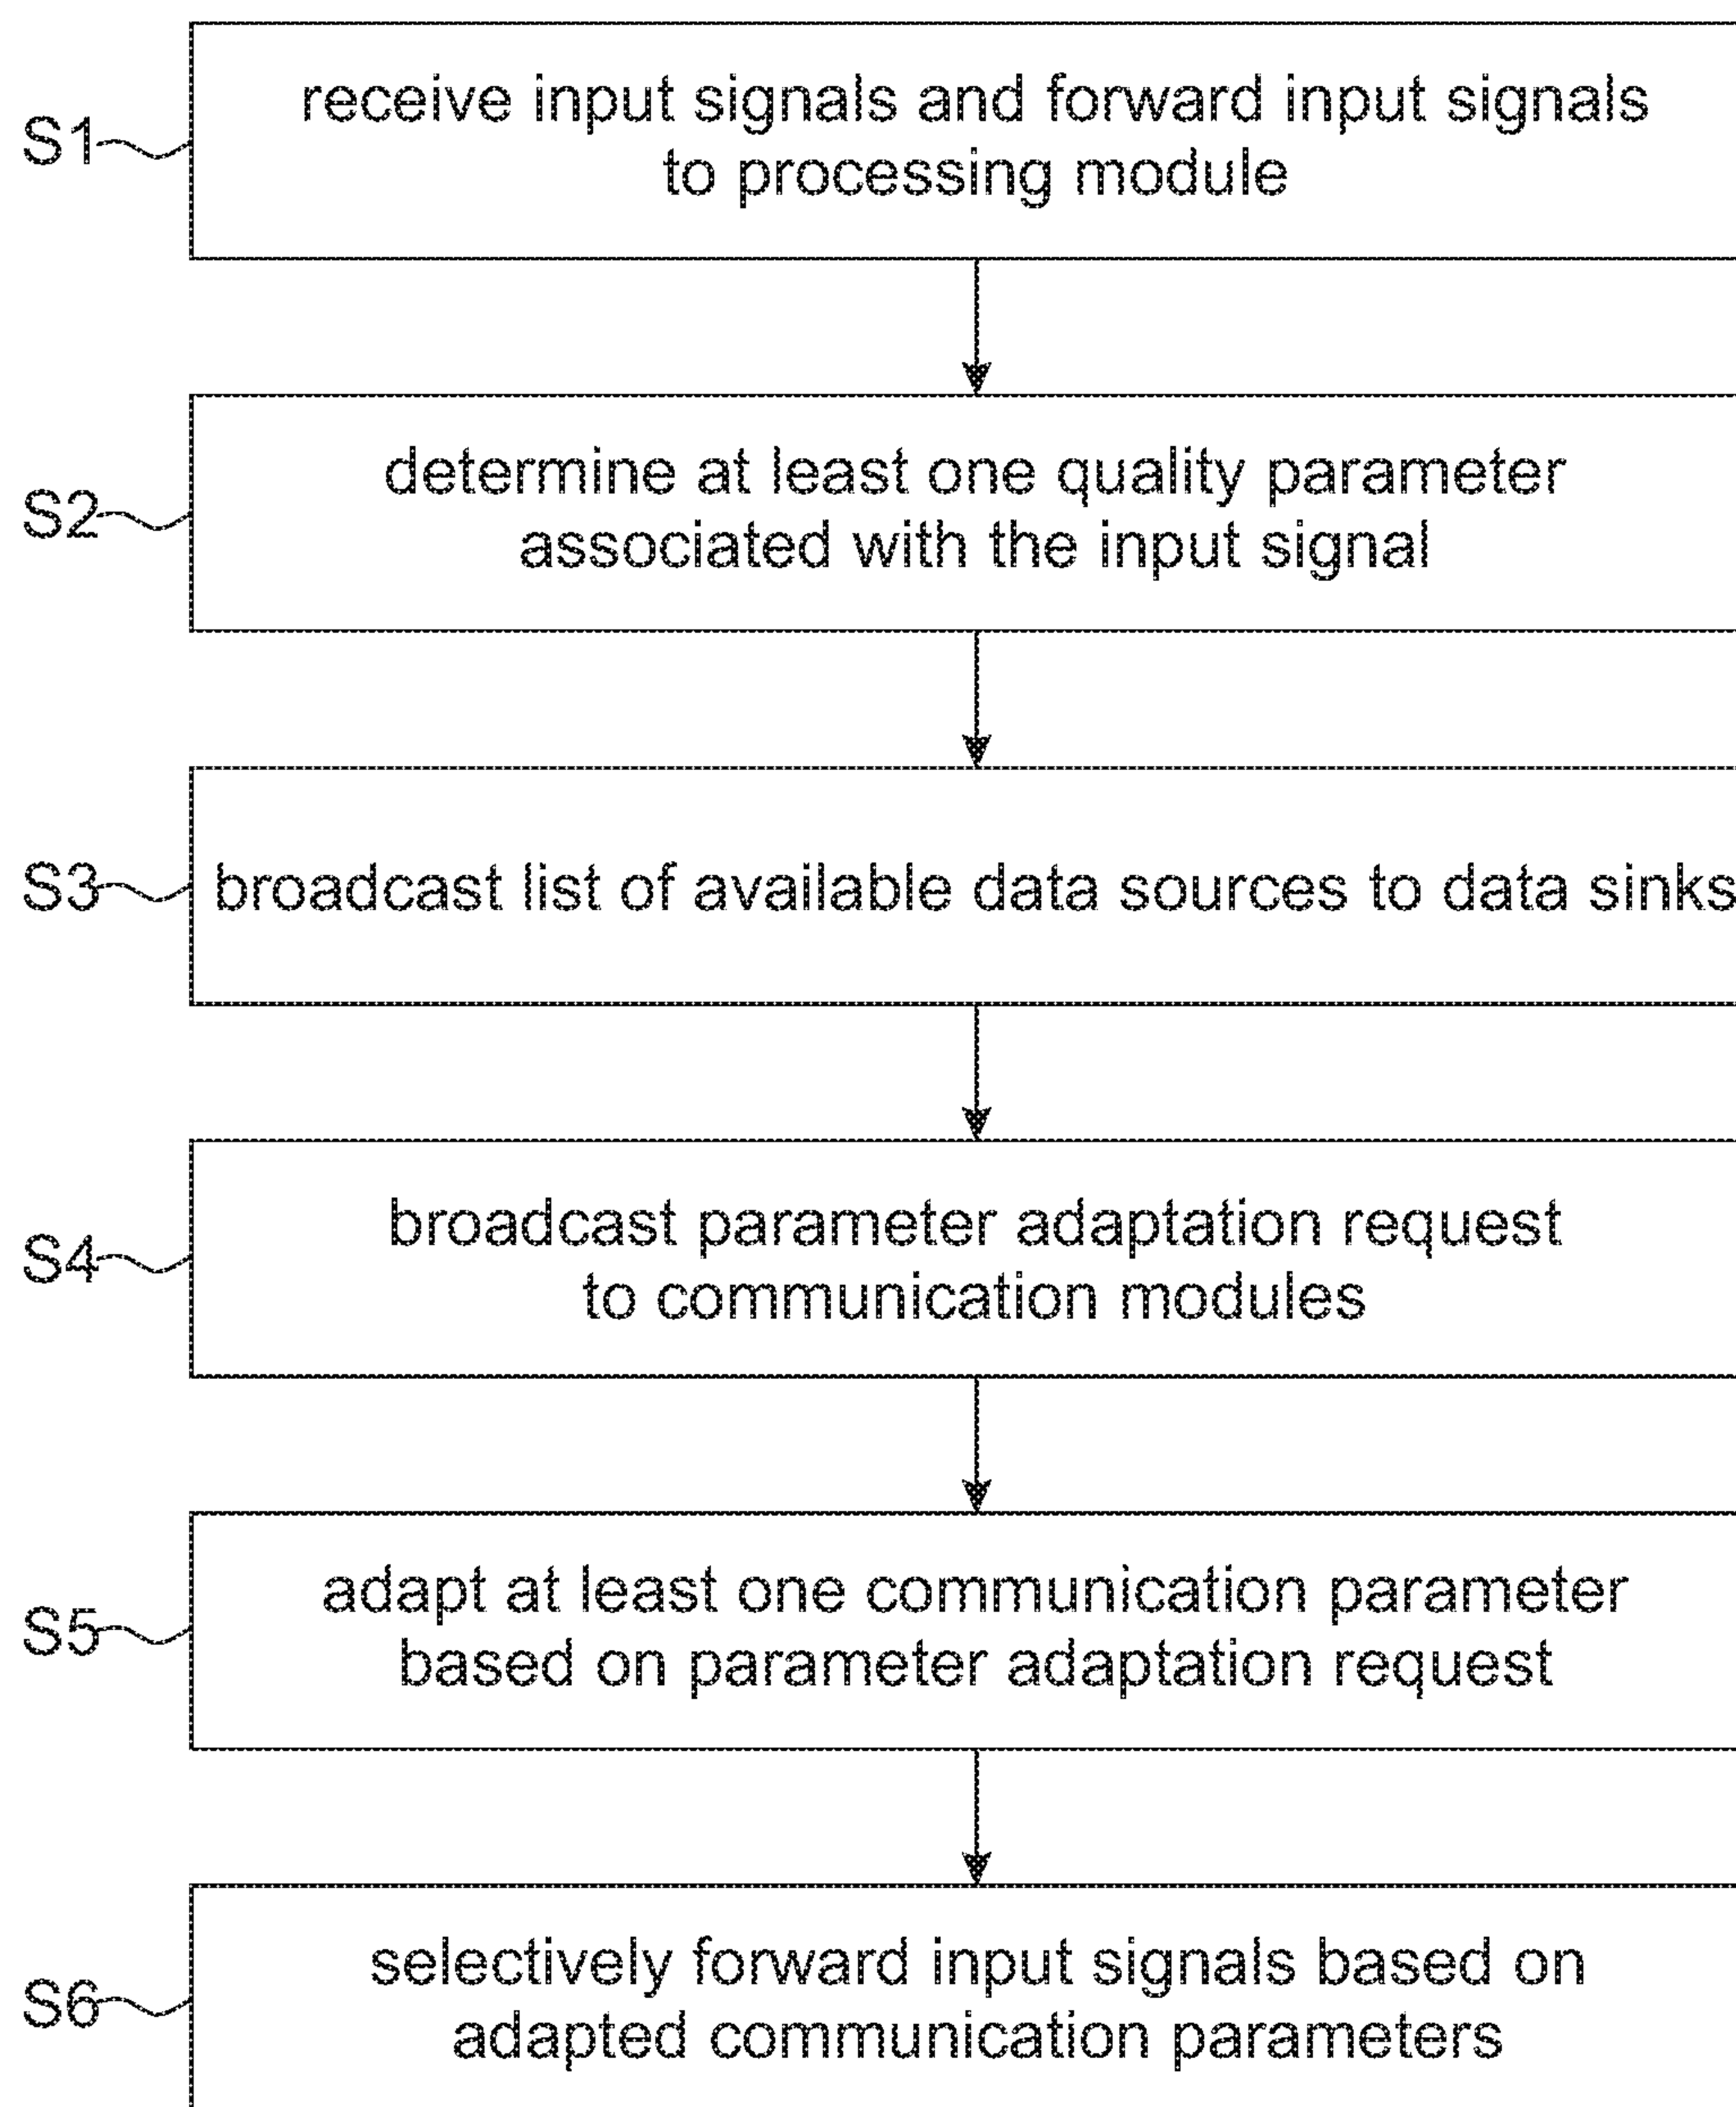 S1
receive input signals and forward input signals
to processing module
S2
determine at least one quality parameter
associated with the input signal
S3
broadcast list of available data sources to data sinks
S4
broadcast parameter adaptation request
to communication modules
S5
adapt at least one communication parameter
based on parameter adaptation request
S6
selectively forward input signals based on
adapted communication parameters